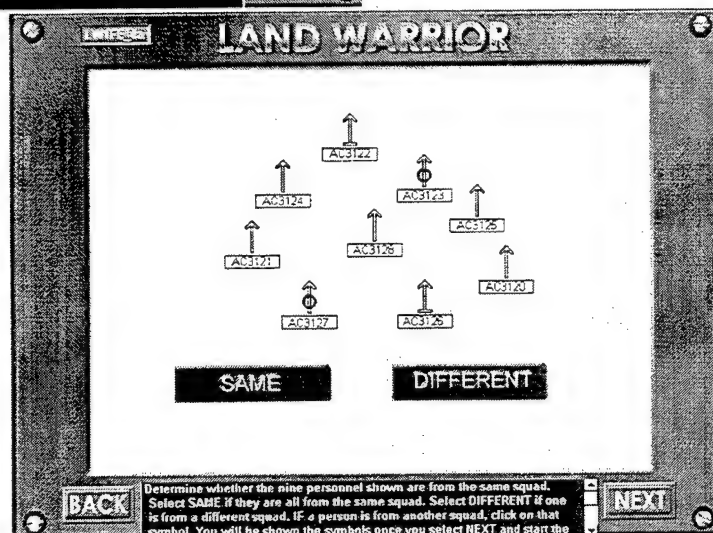 LAND WARRIOR
AC3122
AC3123
AC3124
AC3125
AC3128
AC3121
AC3120
AC3127
AC3126
SAME
DIFFERENT
BACK
Determine whether the nine personnel shown are from the same squad.
Select SAME if they are all from the same squad. Select DIFFERENT if one
is from a different squad. IF a person is from another squad, click on that
symbol. You will be shown the symbols once you select NEXT and start the
NEXT